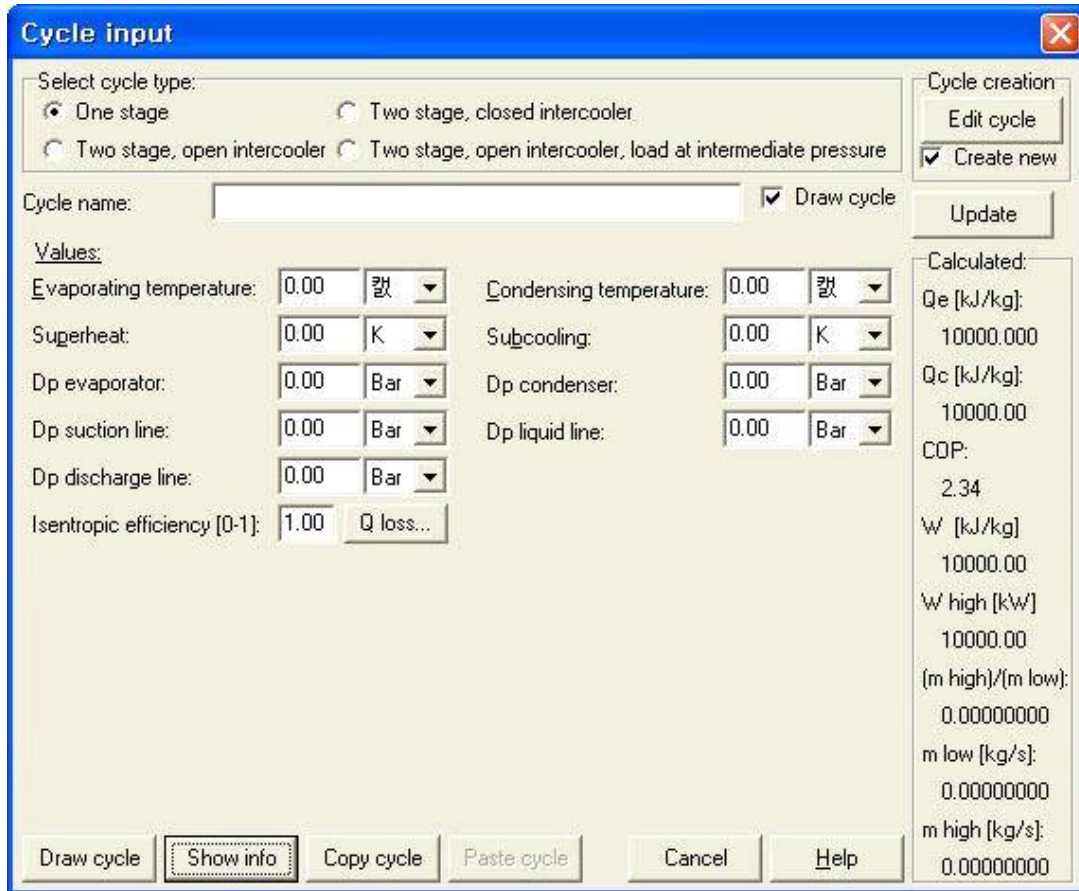 Cycle input
Select cycle type:
One stage
Two stage, closed intercooler
Two stage, open intercooler
Two stage, open intercooler, load at intermediate pressure
Cycle creation
Edit cycle
Create new
Cycle name:
Draw cycle
Update
Values:
Evaporating temperature: 0.00 캜
Condensing temperature: 0.00 캜
Superheat: 0.00 K
Subcooling: 0.00 K
Dp evaporator: 0.00 Bar
Dp condenser: 0.00 Bar
Dp suction line: 0.00 Bar
Dp liquid line: 0.00 Bar
Dp discharge line: 0.00 Bar
Isentropic efficiency [0-1]: 1.00 Q loss...
Calculated:
Qe [kJ/kg]:
10000.000
Qc [kJ/kg]:
10000.00
COP:
2.34
W [kJ/kg]
10000.00
W high [kW]
10000.00
(m high)/(m low):
0.00000000
m low [kg/s]:
0.00000000
m high [kg/s]:
0.00000000
Draw cycle
Show info
Copy cycle
Paste cycle
Cancel
Help